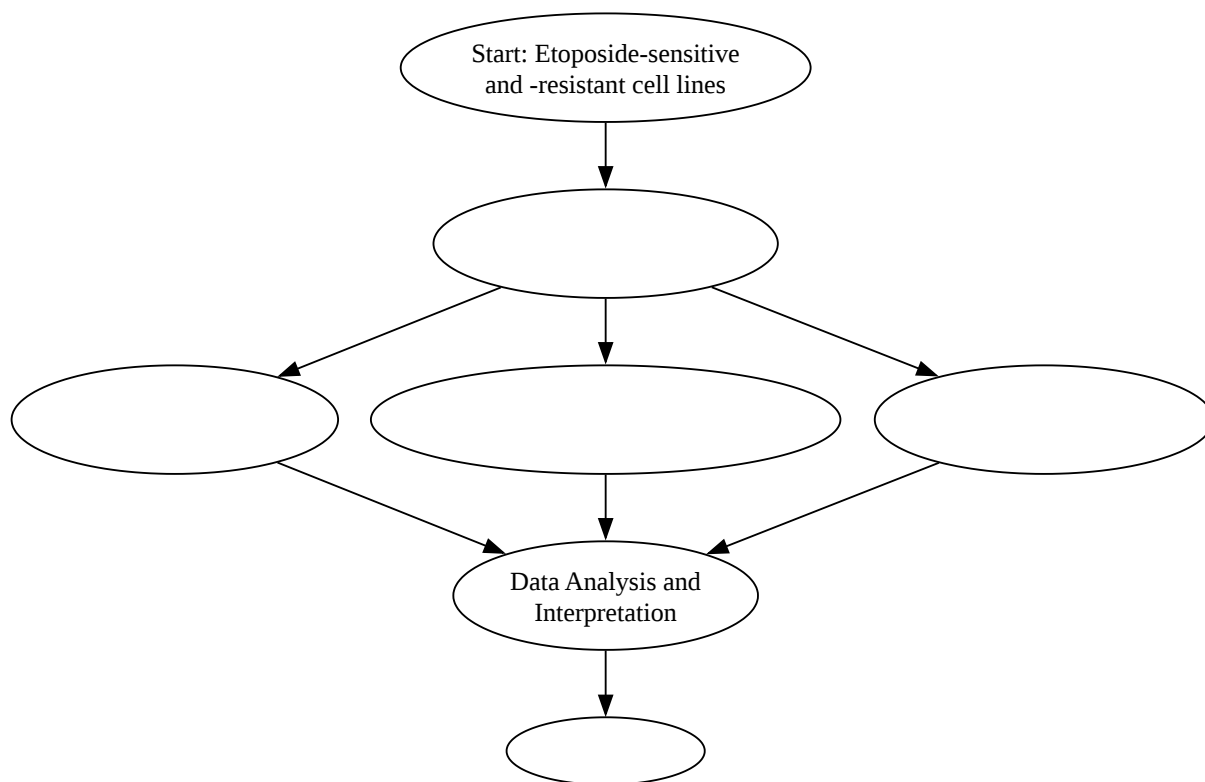 Start: Etoposide-sensitive
and -resistant cell lines
Data Analysis and
Interpretation